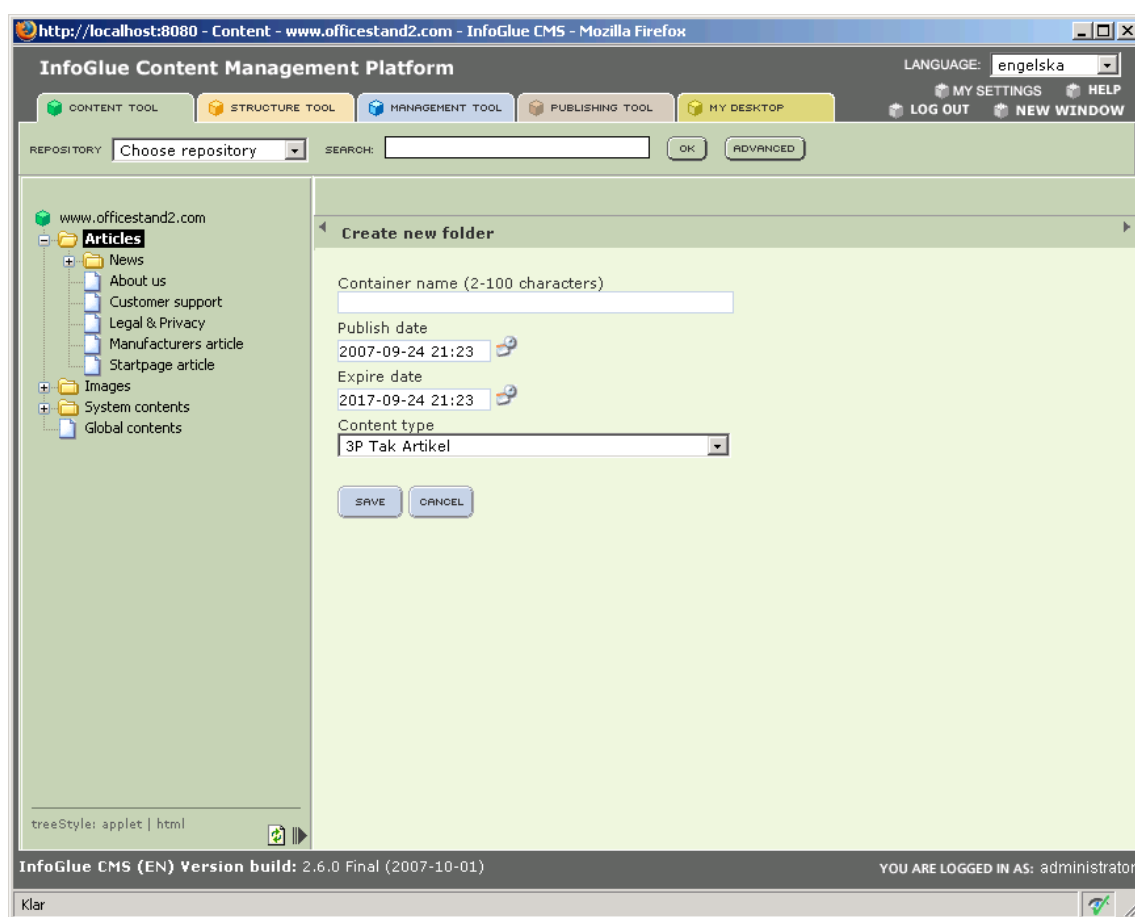 http://localhost:8080 - Content - www.officestand2.com - InfoGlue CMS - Mozilla Firefox
InfoGlue Content Management Platform
LANGUAGE: engelska
MY SETTINGS HELP
LOG OUT NEW WINDOW
CONTENT TOOL STRUCTURE TOOL MANAGEMENT TOOL PUBLISHING TOOL MY DESKTOP
REPOSITORY Choose repository SEARCH: OK ADVANCED
www.officestand2.com
Articles
News
About us
Customer support
Legal & Privacy
Manufacturers article
Startpage article
Images
System contents
Global contents
Create new folder
Container name (2-100 characters)
Publish date
2007-09-24 21:23
Expire date
2017-09-24 21:23
Content type
3P Tak Artikel
SAVE CANCEL
treeStyle: applet | html
InfoGlue CMS (EN) Version build: 2.6.0 Final (2007-10-01) YOU ARE LOGGED IN AS: administrator
Klar